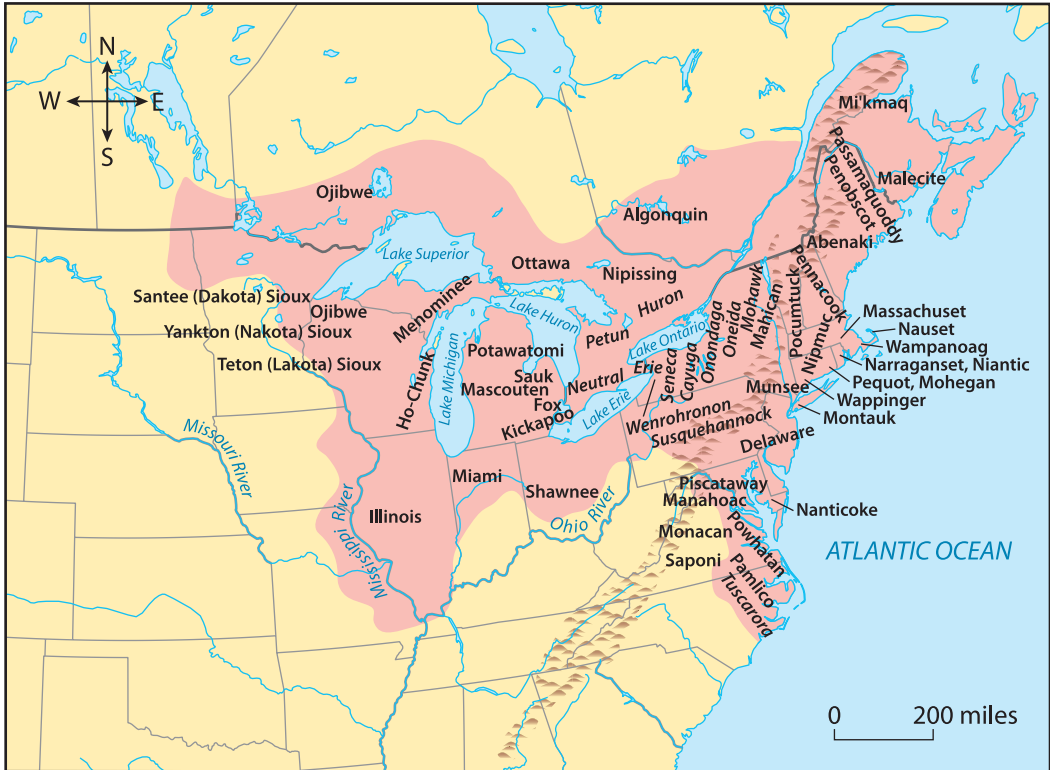 N
W E
S
Mi'kmaq
Passamaquoddy
Penobscot
Malecite
Ojibwe
Algonquin
Abenaki
Lake Superior
Ottawa
Nipissing
Pennacook
Santee (Dakota) Sioux
Ojibwe
Menominee
Lake Huron
Huron
Mohawk
Mahican
Pocumtuck
Massachuset
Yankton (Nakota) Sioux
Petun
Lake Ontario
Onondaga
Oneida
Nipmuc
Nauset
Wampanoag
Teton (Lakota) Sioux
Ho-Chunk
Lake Michigan
Potawatomi
Sauk
Mascouten
Fox
Kickapoo
Neutral
Lake Erie
Erie
Seneca
Cayuga
Narraganset, Niantic
Pequot, Mohegan
Munsee
Wappinger
Montauk
Wenrohronon
Susquehannock
Delaware
Missouri River
Mississippi River
Miami
Shawnee
Illinois
Ohio River
Piscataway
Manahoac
Nanticoke
Monacan
Powhatan
Saponi
Pamlico
Tuscarora
ATLANTIC OCEAN
0 200 miles